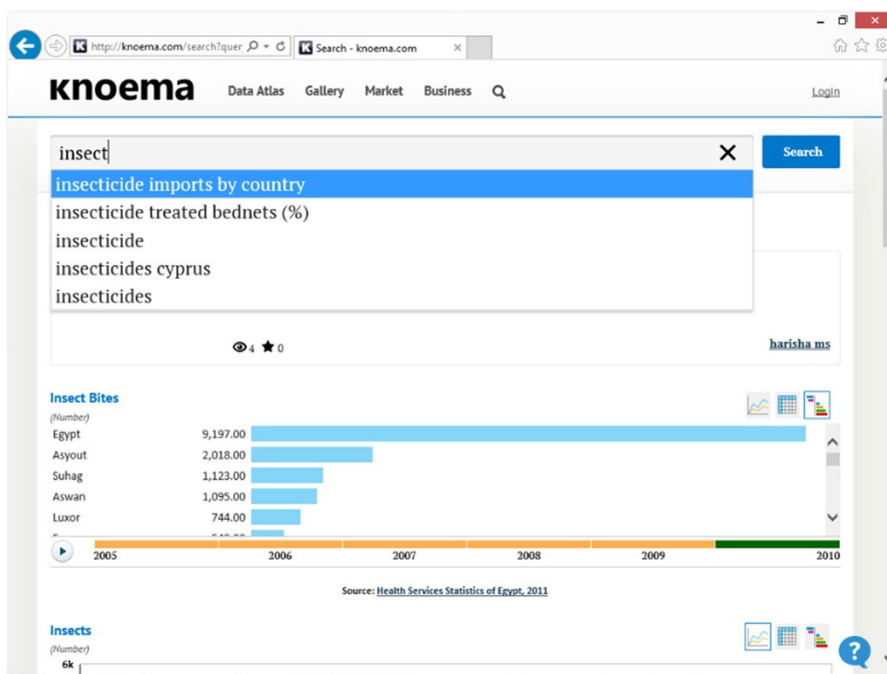 http://knoema.com/search?quer
Search - knoema.com
knoema
Data Atlas Gallery Market Business
Login
insect
Search
insecticide imports by country
insecticide treated bednets (%)
insecticide
insecticides cyprus
insecticides
4 0
harisha ms
Insect Bites
(Number)
Egypt 9,197.00
Asyout 2,018.00
Suhag 1,123.00
Aswan 1,095.00
Luxor 744.00
2005 2006 2007 2008 2009 2010
Source: Health Services Statistics of Egypt, 2011
Insects
(Number)
6k
?